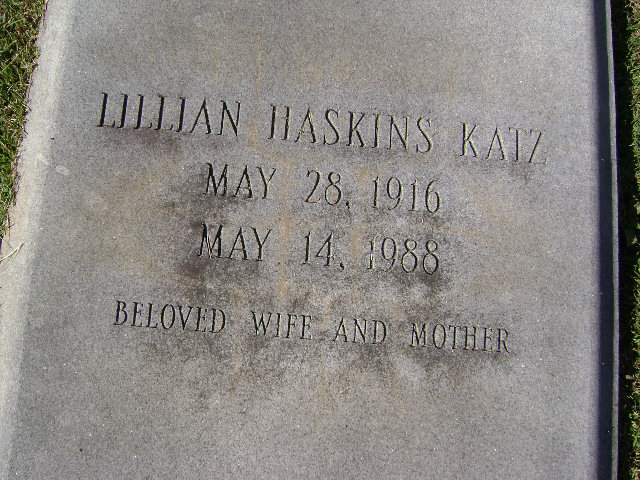 LILLIAN HASKINS KATZ
MAY 28, 1916
MAY 14, 1988
BELOVED WIFE AND MOTHER